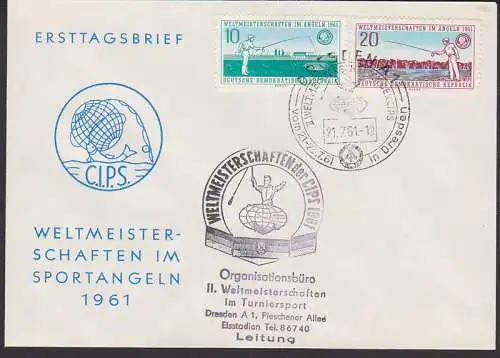 ERSTTAGSBRIEF
C.I.P.S.
WELTMEISTER-
SCHAFTEN IM
SPORTANGELN
1961
WELTMEISTERSCHAFTEN IM ANGELN 1961
10
DEUTSCHE DEMOKRATISCHE REPUBLIK
WELTMEISTERSCHAFTEN IM ANGELN 1961
20
DEUTSCHE DEMOKRATISCHE REPUBLIK
21.7.61-10
in Dresden
WELTMEISTERSCHAFTEN der CIPS 1961
Organisationsbüro
II. Weltmeisterschaften
im Turniersport
Dresden A 1, Pieschener Allee
Eisstadion Tel. 86740
Leitung